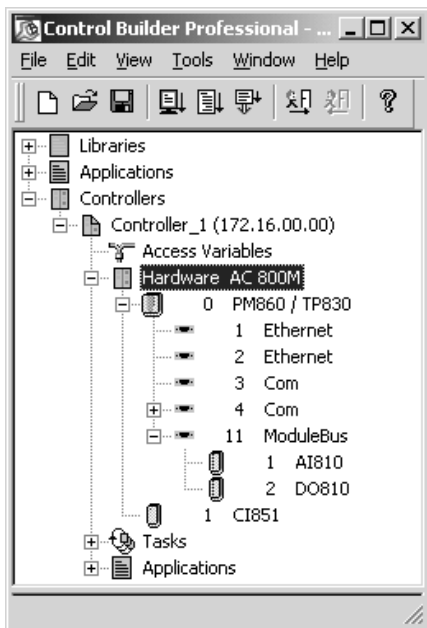 Control Builder Professional - ...
File Edit View Tools Window Help
Libraries
Applications
Controllers
Controller_1 (172.16.00.00)
Access Variables
Hardware AC 800M
0 PM860 / TP830
1 Ethernet
2 Ethernet
3 Com
4 Com
11 ModuleBus
1 AI810
2 DO810
1 CI851
Tasks
Applications